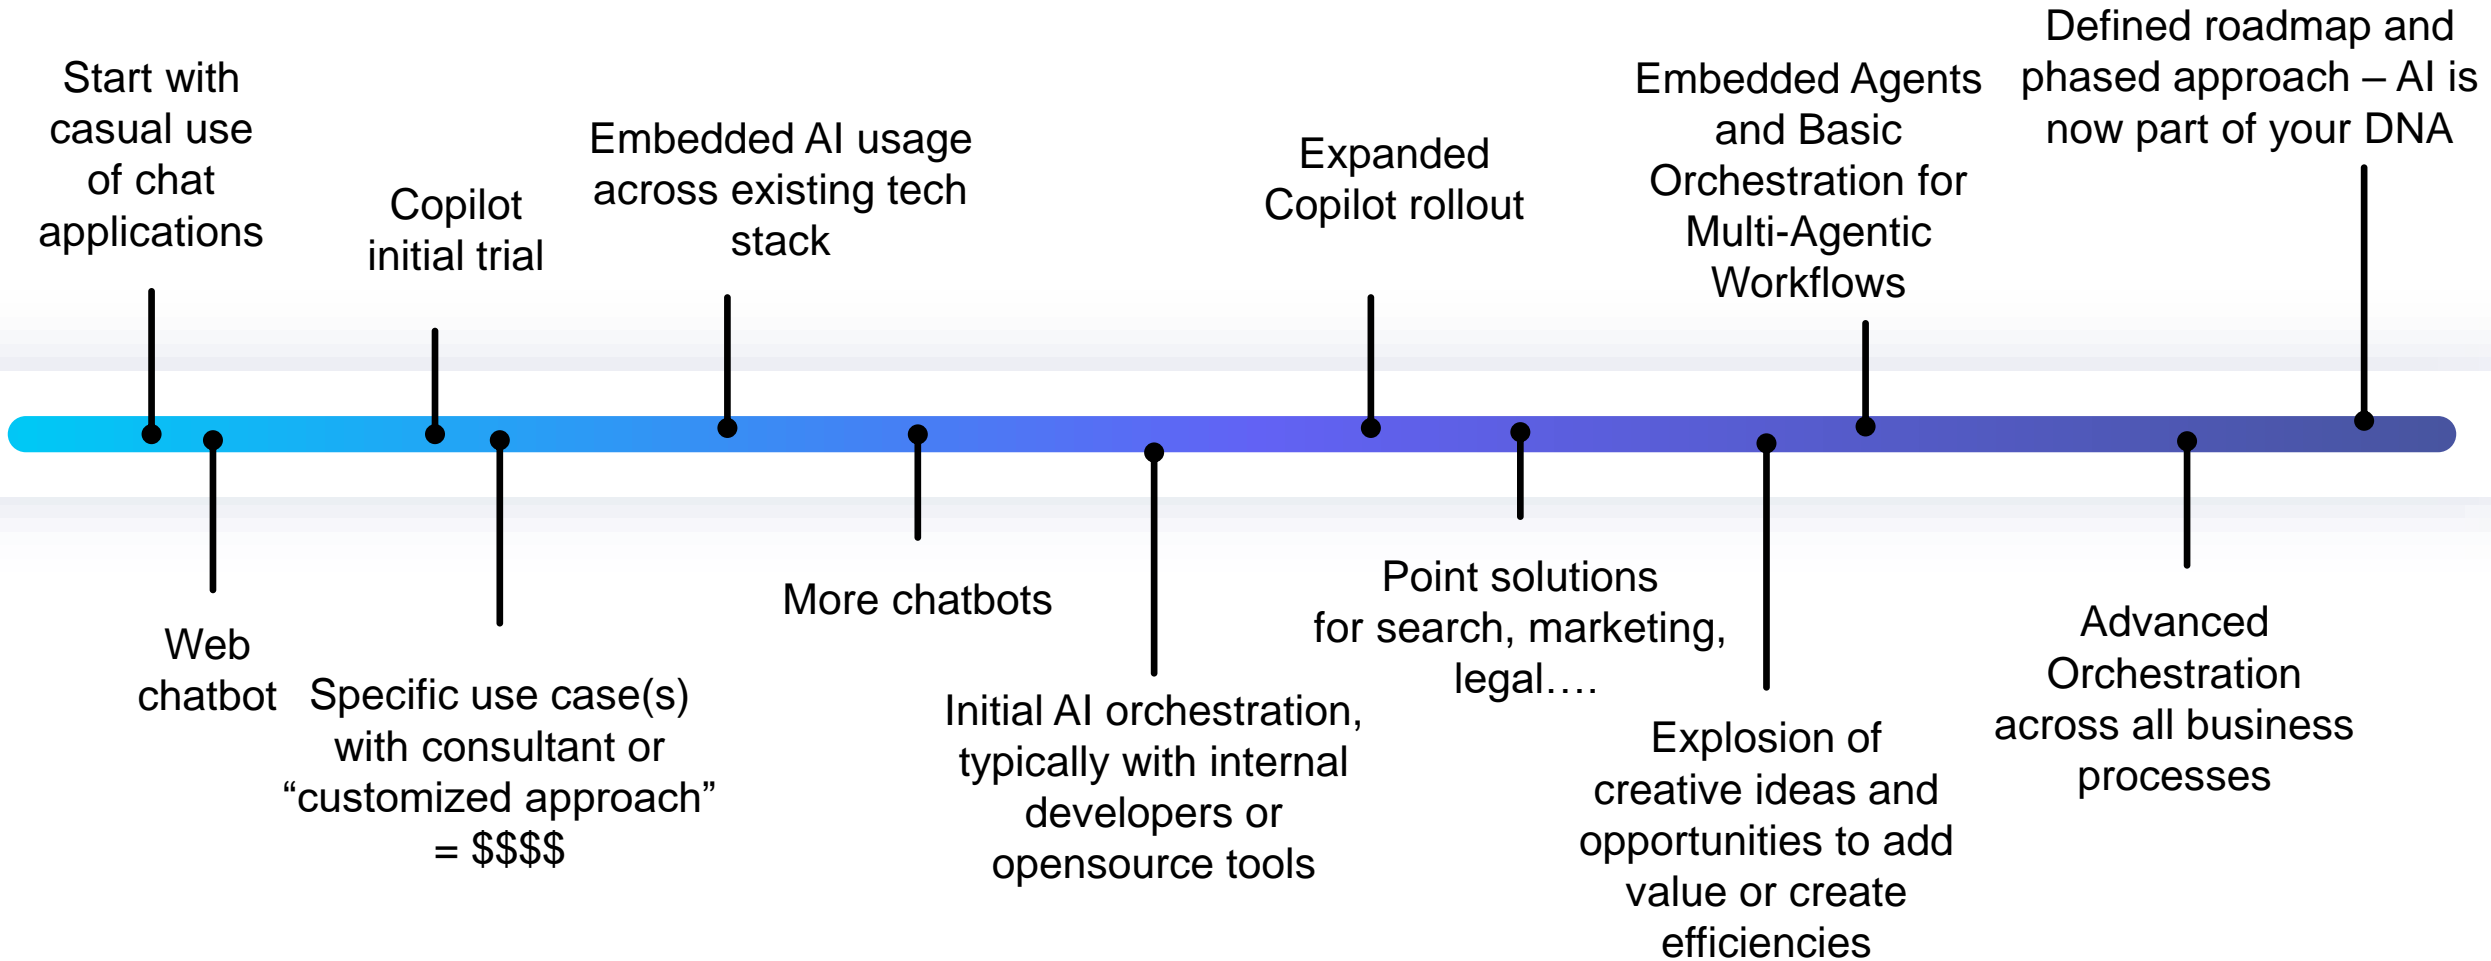 Start with
casual use
of chat
applications
Web
chatbot
Copilot
initial trial
Specific use case(s)
with consultant or
“customized approach”
= $$$$
Embedded AI usage
across existing tech
stack
More chatbots
Initial AI orchestration,
typically with internal
developers or
opensource tools
Expanded
Copilot rollout
Point solutions
for search, marketing,
legal….
Explosion of
creative ideas and
opportunities to add
value or create
efficiencies
Embedded Agents
and Basic
Orchestration for
Multi-Agentic
Workflows
Advanced
Orchestration
across all business
processes
Defined roadmap and
phased approach – AI is
now part of your DNA